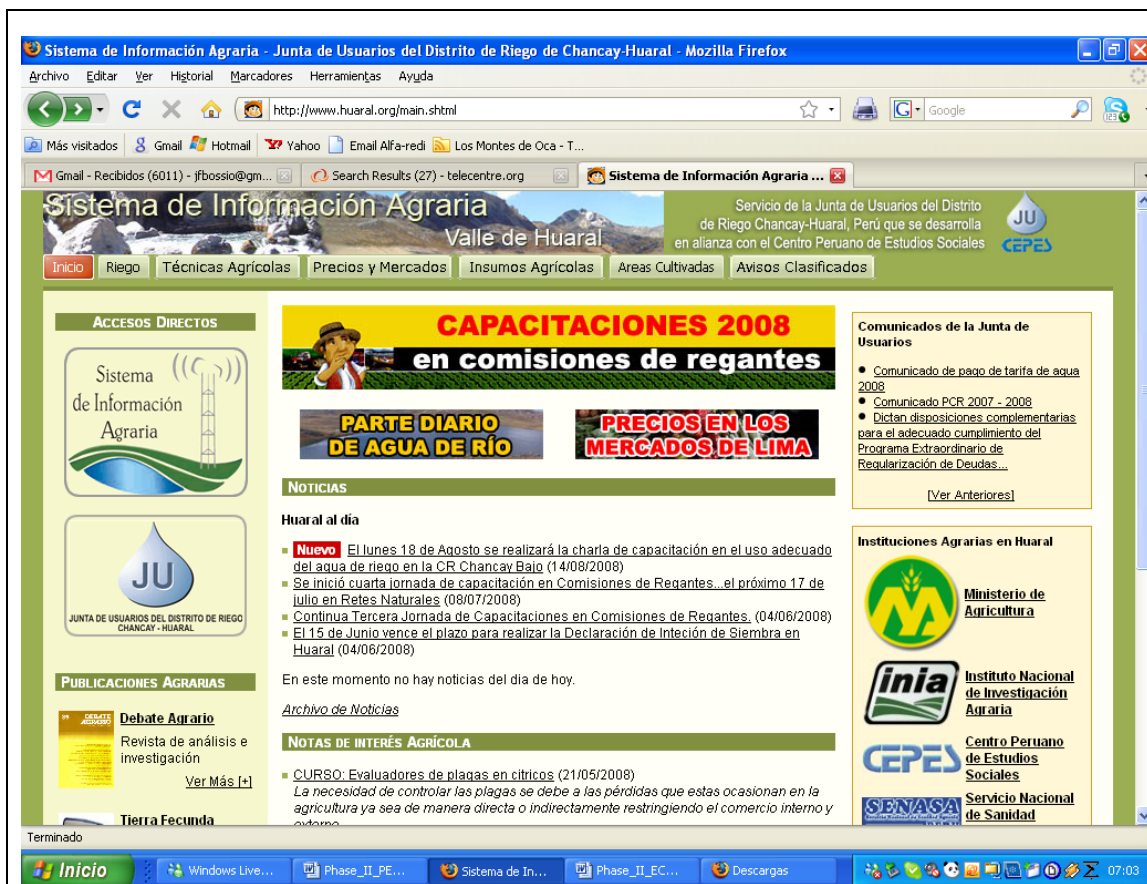 Sistema de Información Agraria - Junta de Usuarios del Distrito de Riego de Chancay-Huaral - Mozilla Firefox
Archivo Editar Ver Historial Marcadores Herramientas Ayuda
http://www.huaral.org/main.shtml
G Google
Más visitados Gmail Hotmail Yahoo Email Alfa-redi Los Montes de Oca - T...
Gmail - Recibidos (6011) - jfbossio@gm... Search Results (27) - telecentre.org Sistema de Información Agraria ...
Sistema de Información Agraria
Valle de Huaral
Servicio de la Junta de Usuarios del Distrito
de Riego Chancay-Huaral, Perú que se desarrolla
en alianza con el Centro Peruano de Estudios Sociales
JU
CEPES
Inicio Riego Técnicas Agrícolas Precios y Mercados Insumos Agrícolas Areas Cultivadas Avisos Clasificados
ACCESOS DIRECTOS
Sistema
de Información
Agraria
JU
JUNTA DE USUARIOS DEL DISTRITO DE RIEGO
CHANCAY - HUARAL
PUBLICACIONES AGRARIAS
DEBATE
AGRARIO
Debate Agrario
Revista de análisis e
investigación
Ver Más [+]
Tierra Fecunda
CAPACITACIONES 2008
en comisiones de regantes
PARTE DIARIO
DE AGUA DE RÍO
PRECIOS EN LOS
MERCADOS DE LIMA
NOTICIAS
Huaral al día
Nuevo El lunes 18 de Agosto se realizará la charla de capacitación en el uso adecuado
del agua de riego en la CR Chancay Bajo (14/08/2008)
Se inició cuarta jornada de capacitación en Comisiones de Regantes...el próximo 17 de
julio en Retes Naturales (08/07/2008)
Continua Tercera Jornada de Capacitaciones en Comisiones de Regantes. (04/06/2008)
El 15 de Junio vence el plazo para realizar la Declaración de Inteción de Siembra en
Huaral (04/06/2008)
En este momento no hay noticias del dia de hoy.
Archivo de Noticias
NOTAS DE INTERÉS AGRÍCOLA
CURSO: Evaluadores de plagas en citricos (21/05/2008)
La necesidad de controlar las plagas se debe a las pérdidas que estas ocasionan en la
agricultura ya sea de manera directa o indirectamente restringiendo el comercio interno y
externo
Comunicados de la Junta de
Usuarios
Comunicado de pago de tarifa de agua
2008
Comunicado PCR 2007 - 2008
Dictan disposiciones complementarias
para el adecuado cumplimiento del
Programa Extraordinario de
Regularización de Deudas...
[Ver Anteriores]
Instituciones Agrarias en Huaral
Ministerio de
Agricultura
inia
Instituto Nacional
de Investigación
Agraria
CEPES
Centro Peruano
de Estudios
Sociales
SENASA
Servicio Nacional
de Sanidad
Terminado
Inicio Windows Live... Phase_II_PE... Sistema de In... Phase_II_EC... Descargas 07:03